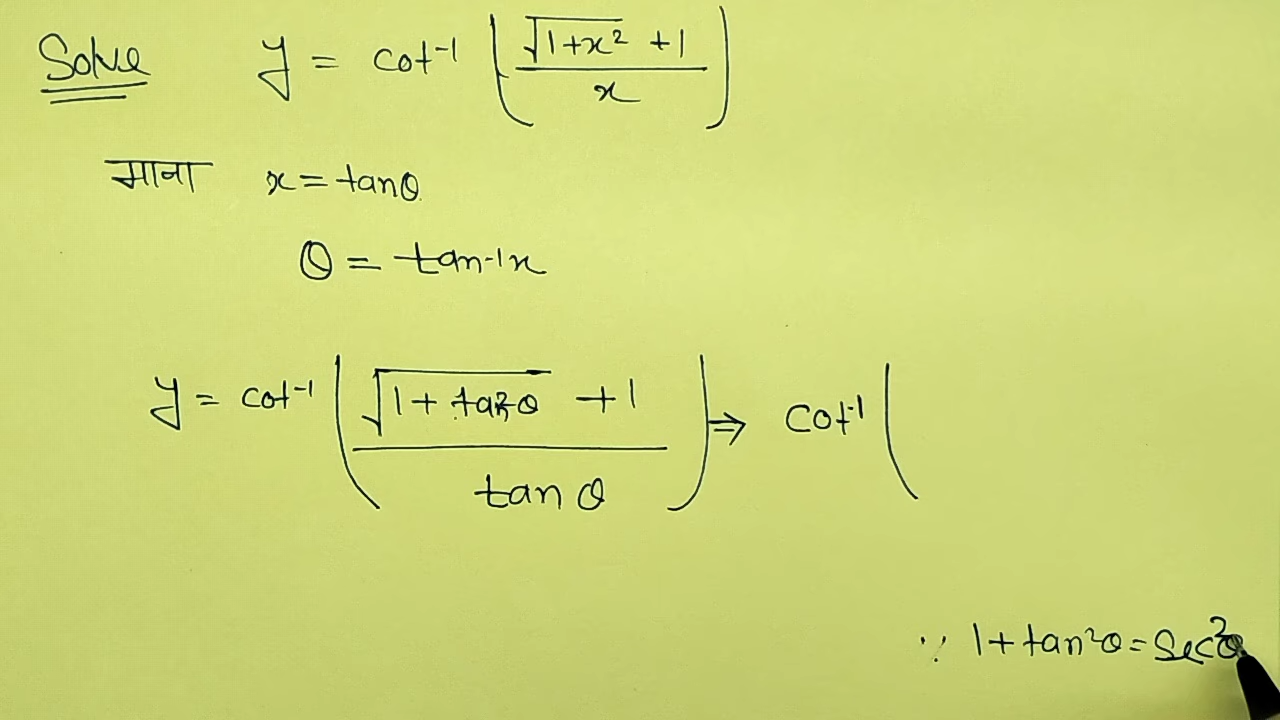 Solve y = cot⁻¹ (√(1+x²) + 1 / x)
माना x = tanθ
θ = tan⁻¹x
y = cot⁻¹ (√(1 + tan²θ) + 1 / tan θ) ⇒ cot⁻¹ (
∵ 1 + tan²θ = Sec²θ